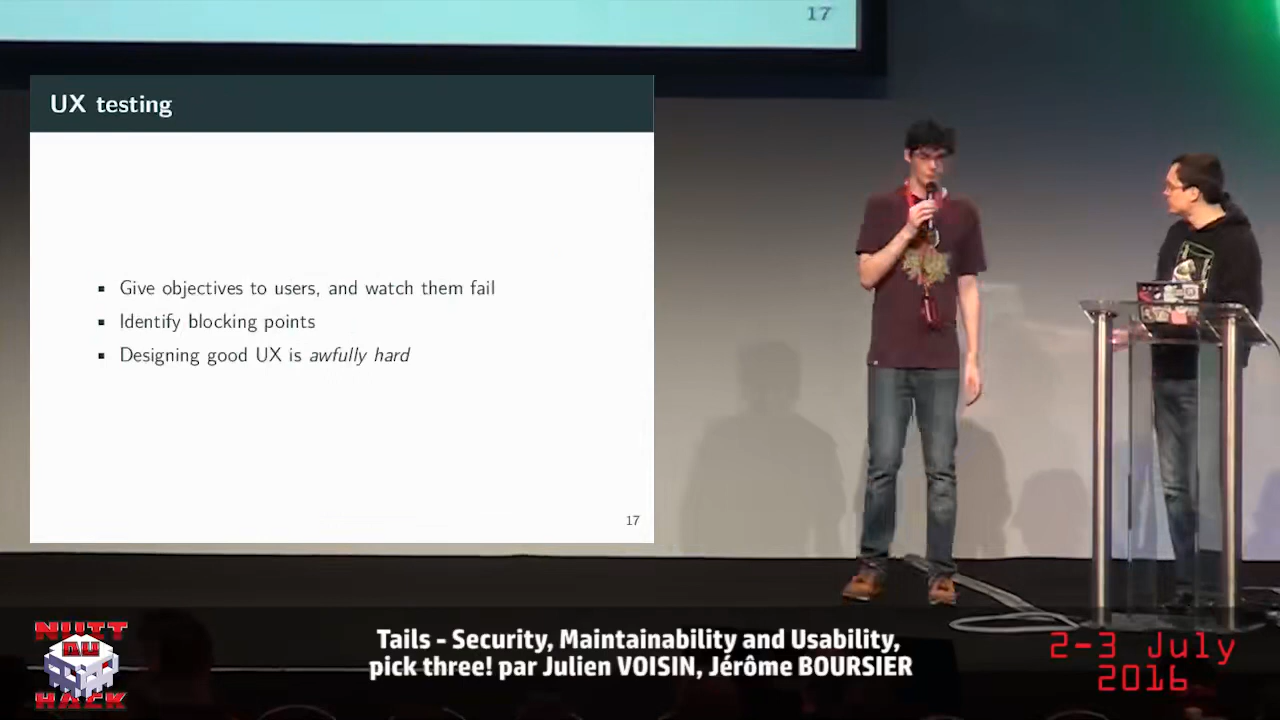 17
UX testing
Give objectives to users, and watch them fail
Identify blocking points
Designing good UX is awfully hard
17
NUIT
DU
HACK
Tails - Security, Maintainability and Usability,
pick three! par Julien VOISIN, Jérôme BOURSIER
2-3 July
2016